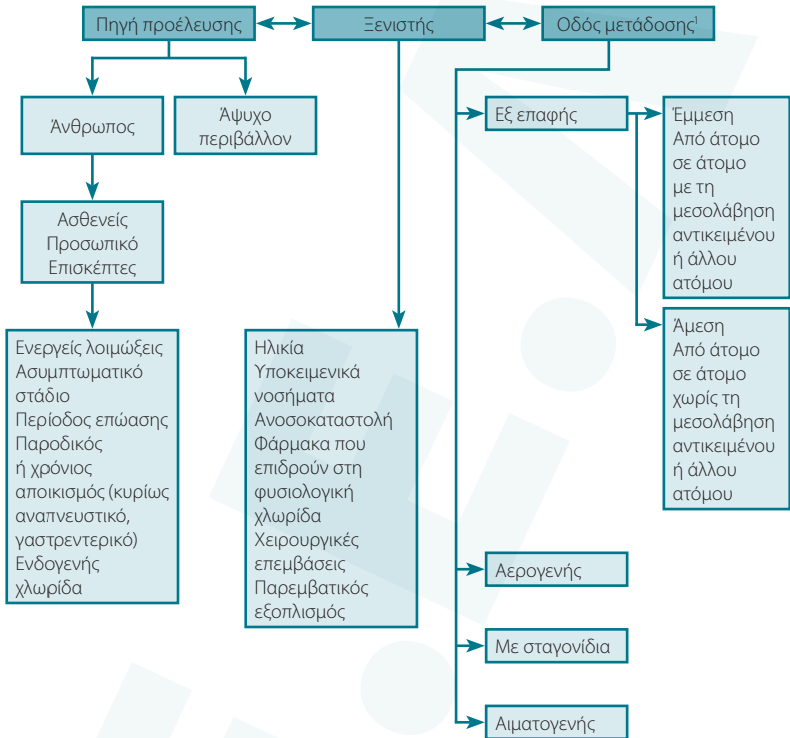 Πηγή προέλευσης
Ξενιστής
Οδός μετάδοσης¹
Άνθρωπος
Άψυχο
περιβάλλον
Ασθενείς
Προσωπικό
Επισκέπτες
Ενεργείς λοιμώξεις
Ασυμπτωματικό
στάδιο
Περίοδος επώασης
Παροδικός
ή χρόνιος
αποικισμός (κυρίως
αναπνευστικό,
γαστρεντερικό)
Ενδογενής
χλωρίδα
Ηλικία
Υποκειμενικά
νοσήματα
Ανοσοκαταστολή
Φάρμακα που
επιδρούν στη
φυσιολογική
χλωρίδα
Χειρουργικές
επεμβάσεις
Παρεμβατικός
εξοπλισμός
Εξ επαφής
Έμμεση
Από άτομο
σε άτομο
με τη
μεσολάβηση
αντικειμένου
ή άλλου
ατόμου
Άμεση
Από άτομο
σε άτομο
χωρίς τη
μεσολάβηση
αντικειμένου
ή άλλου
ατόμου
Αερογενής
Με σταγονίδια
Αιματογενής